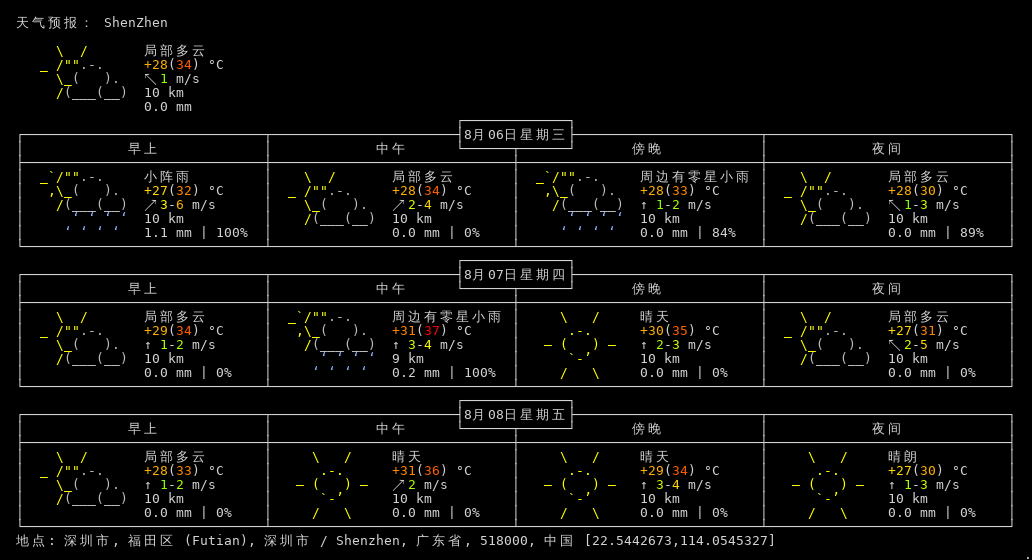 天气预报： ShenZhen
局部多云
+28(34) °C
↖1 m/s
10 km
0.0 mm
8月06日星期三
早上 中午 傍晚 夜间
小阵雨 局部多云 周边有零星小雨 局部多云
+27(32) °C +28(34) °C +28(33) °C +28(30) °C
↗3-6 m/s ↗2-4 m/s ↑ 1-2 m/s ↖1-3 m/s
10 km 10 km 10 km 10 km
1.1 mm | 100% 0.0 mm | 0% 0.0 mm | 84% 0.0 mm | 89%
8月07日星期四
早上 中午 傍晚 夜间
局部多云 周边有零星小雨 晴天 局部多云
+29(34) °C +31(37) °C +30(35) °C +27(31) °C
↑ 1-2 m/s ↑ 3-4 m/s ↑ 2-3 m/s ↖2-5 m/s
10 km 9 km 10 km 10 km
0.0 mm | 0% 0.2 mm | 100% 0.0 mm | 0% 0.0 mm | 0%
8月08日星期五
早上 中午 傍晚 夜间
局部多云 晴天 晴天 晴朗
+28(33) °C +31(36) °C +29(34) °C +27(30) °C
↑ 1-2 m/s ↗2 m/s ↑ 3-4 m/s ↑ 1-3 m/s
10 km 10 km 10 km 10 km
0.0 mm | 0% 0.0 mm | 0% 0.0 mm | 0% 0.0 mm | 0%
地点: 深圳市, 福田区 (Futian), 深圳市 / Shenzhen, 广东省, 518000, 中国 [22.5442673,114.0545327]